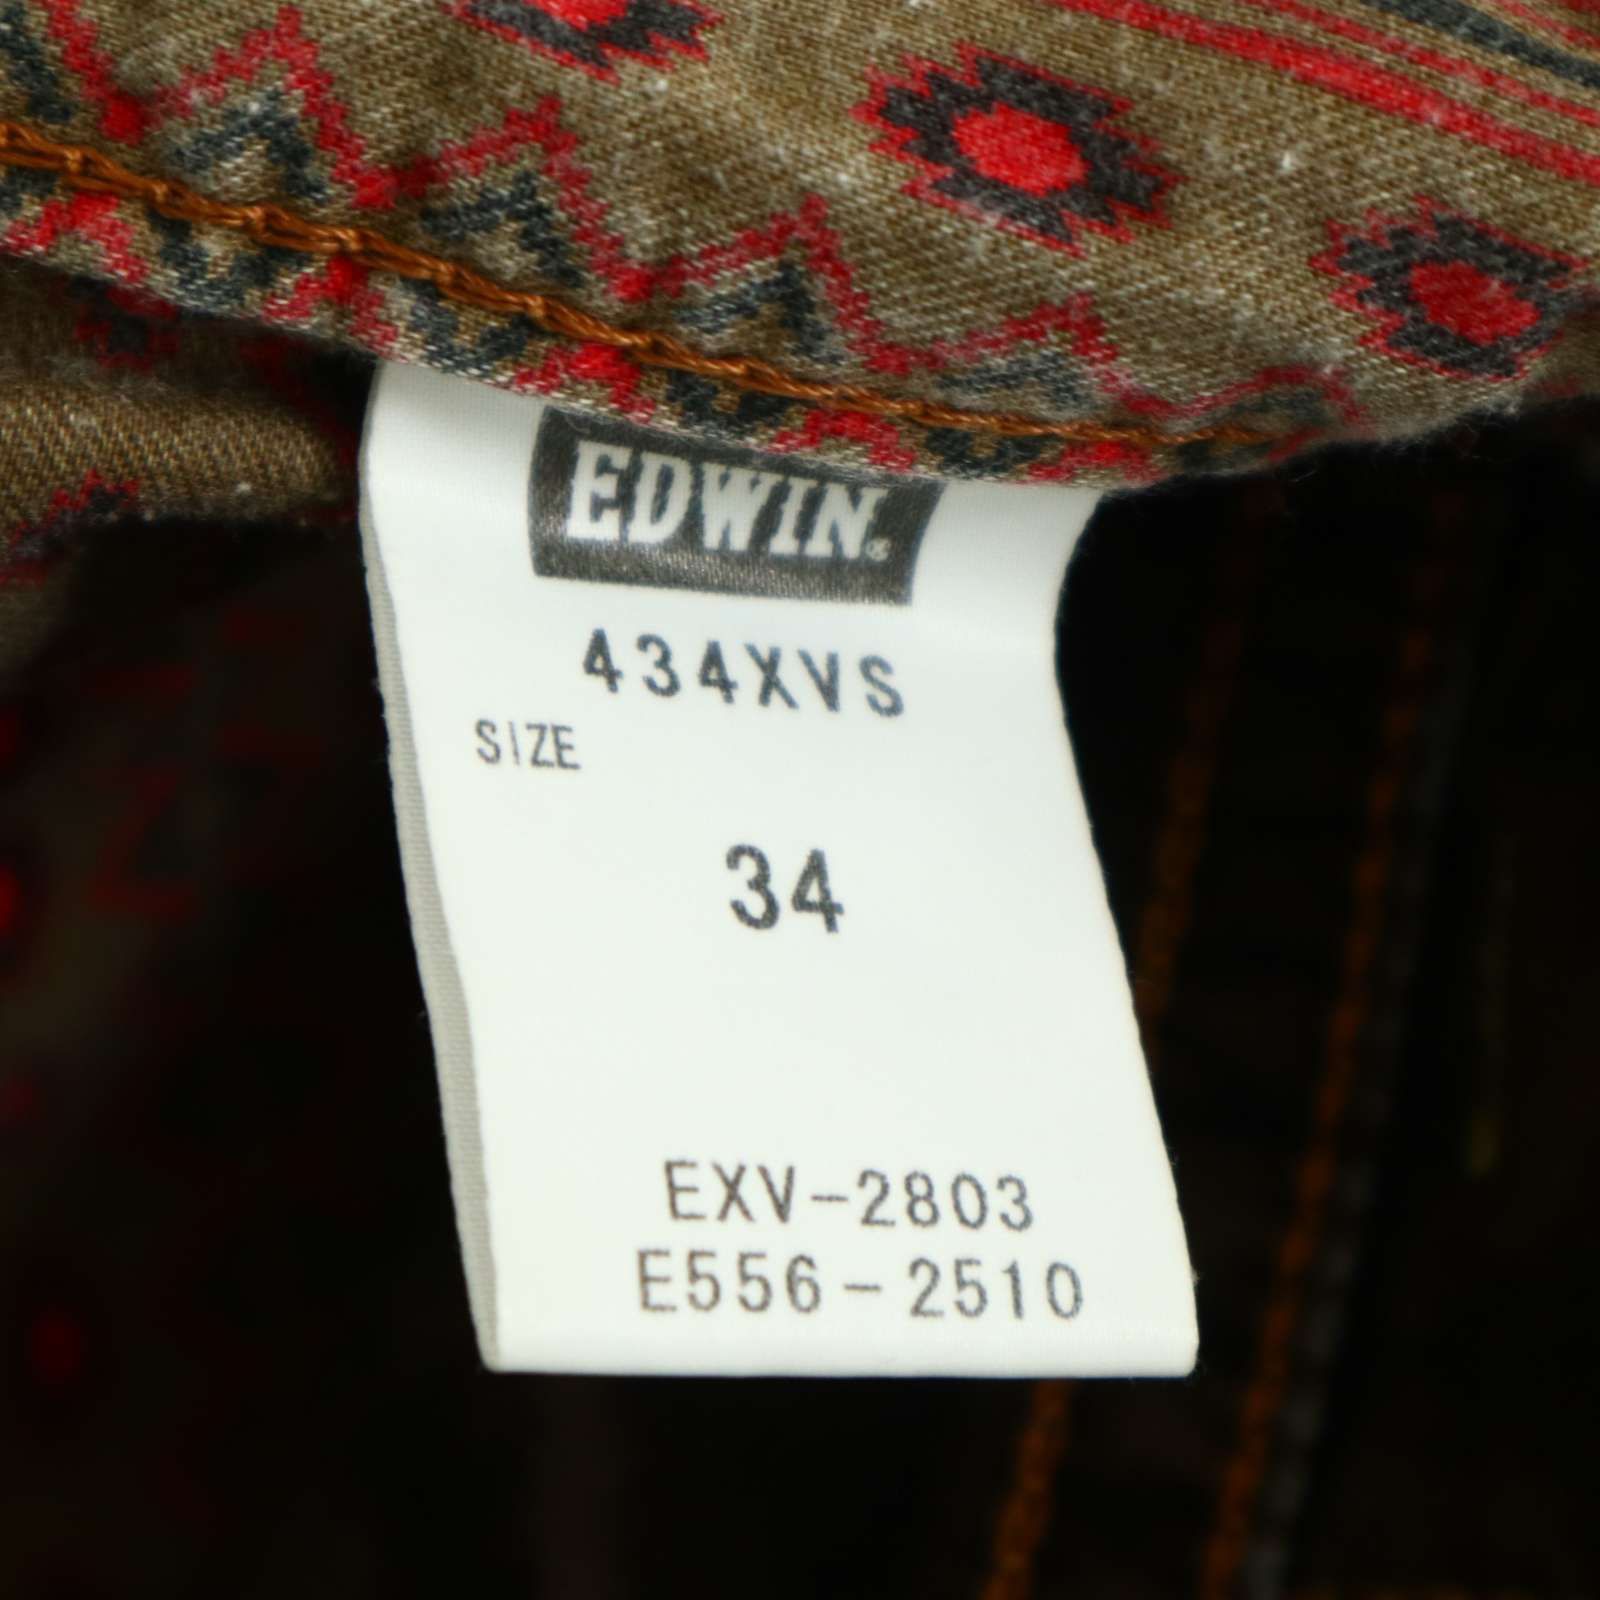 EDWIN®
434XVS
SIZE
34
EXV-2803
E556-2510